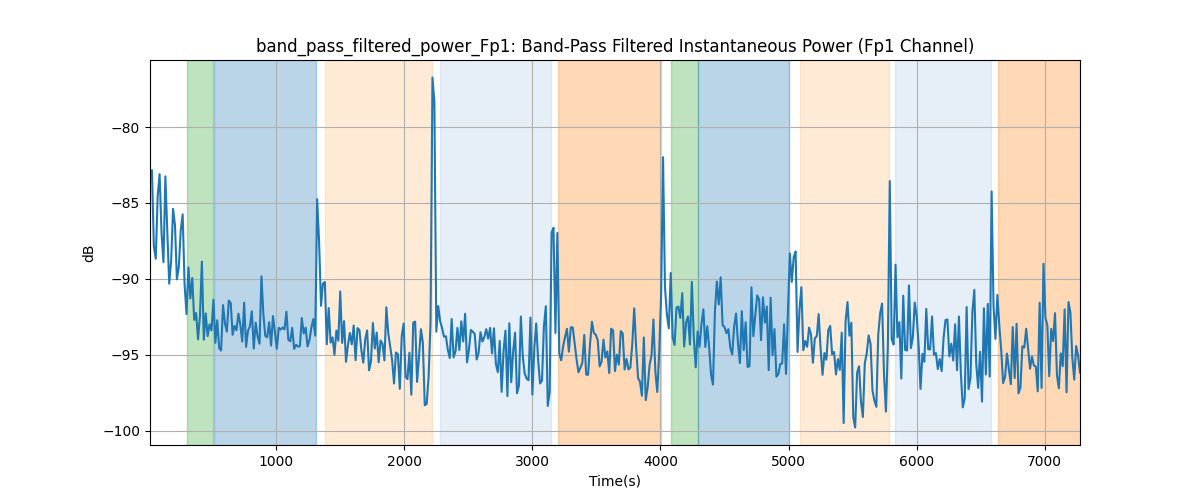 band_pass_filtered_power_Fp1: Band-Pass Filtered Instantaneous Power (Fp1 Channel)
−80
−85
dB
−90
−95
−100
1000 2000 3000 4000 5000 6000 7000
Time(s)